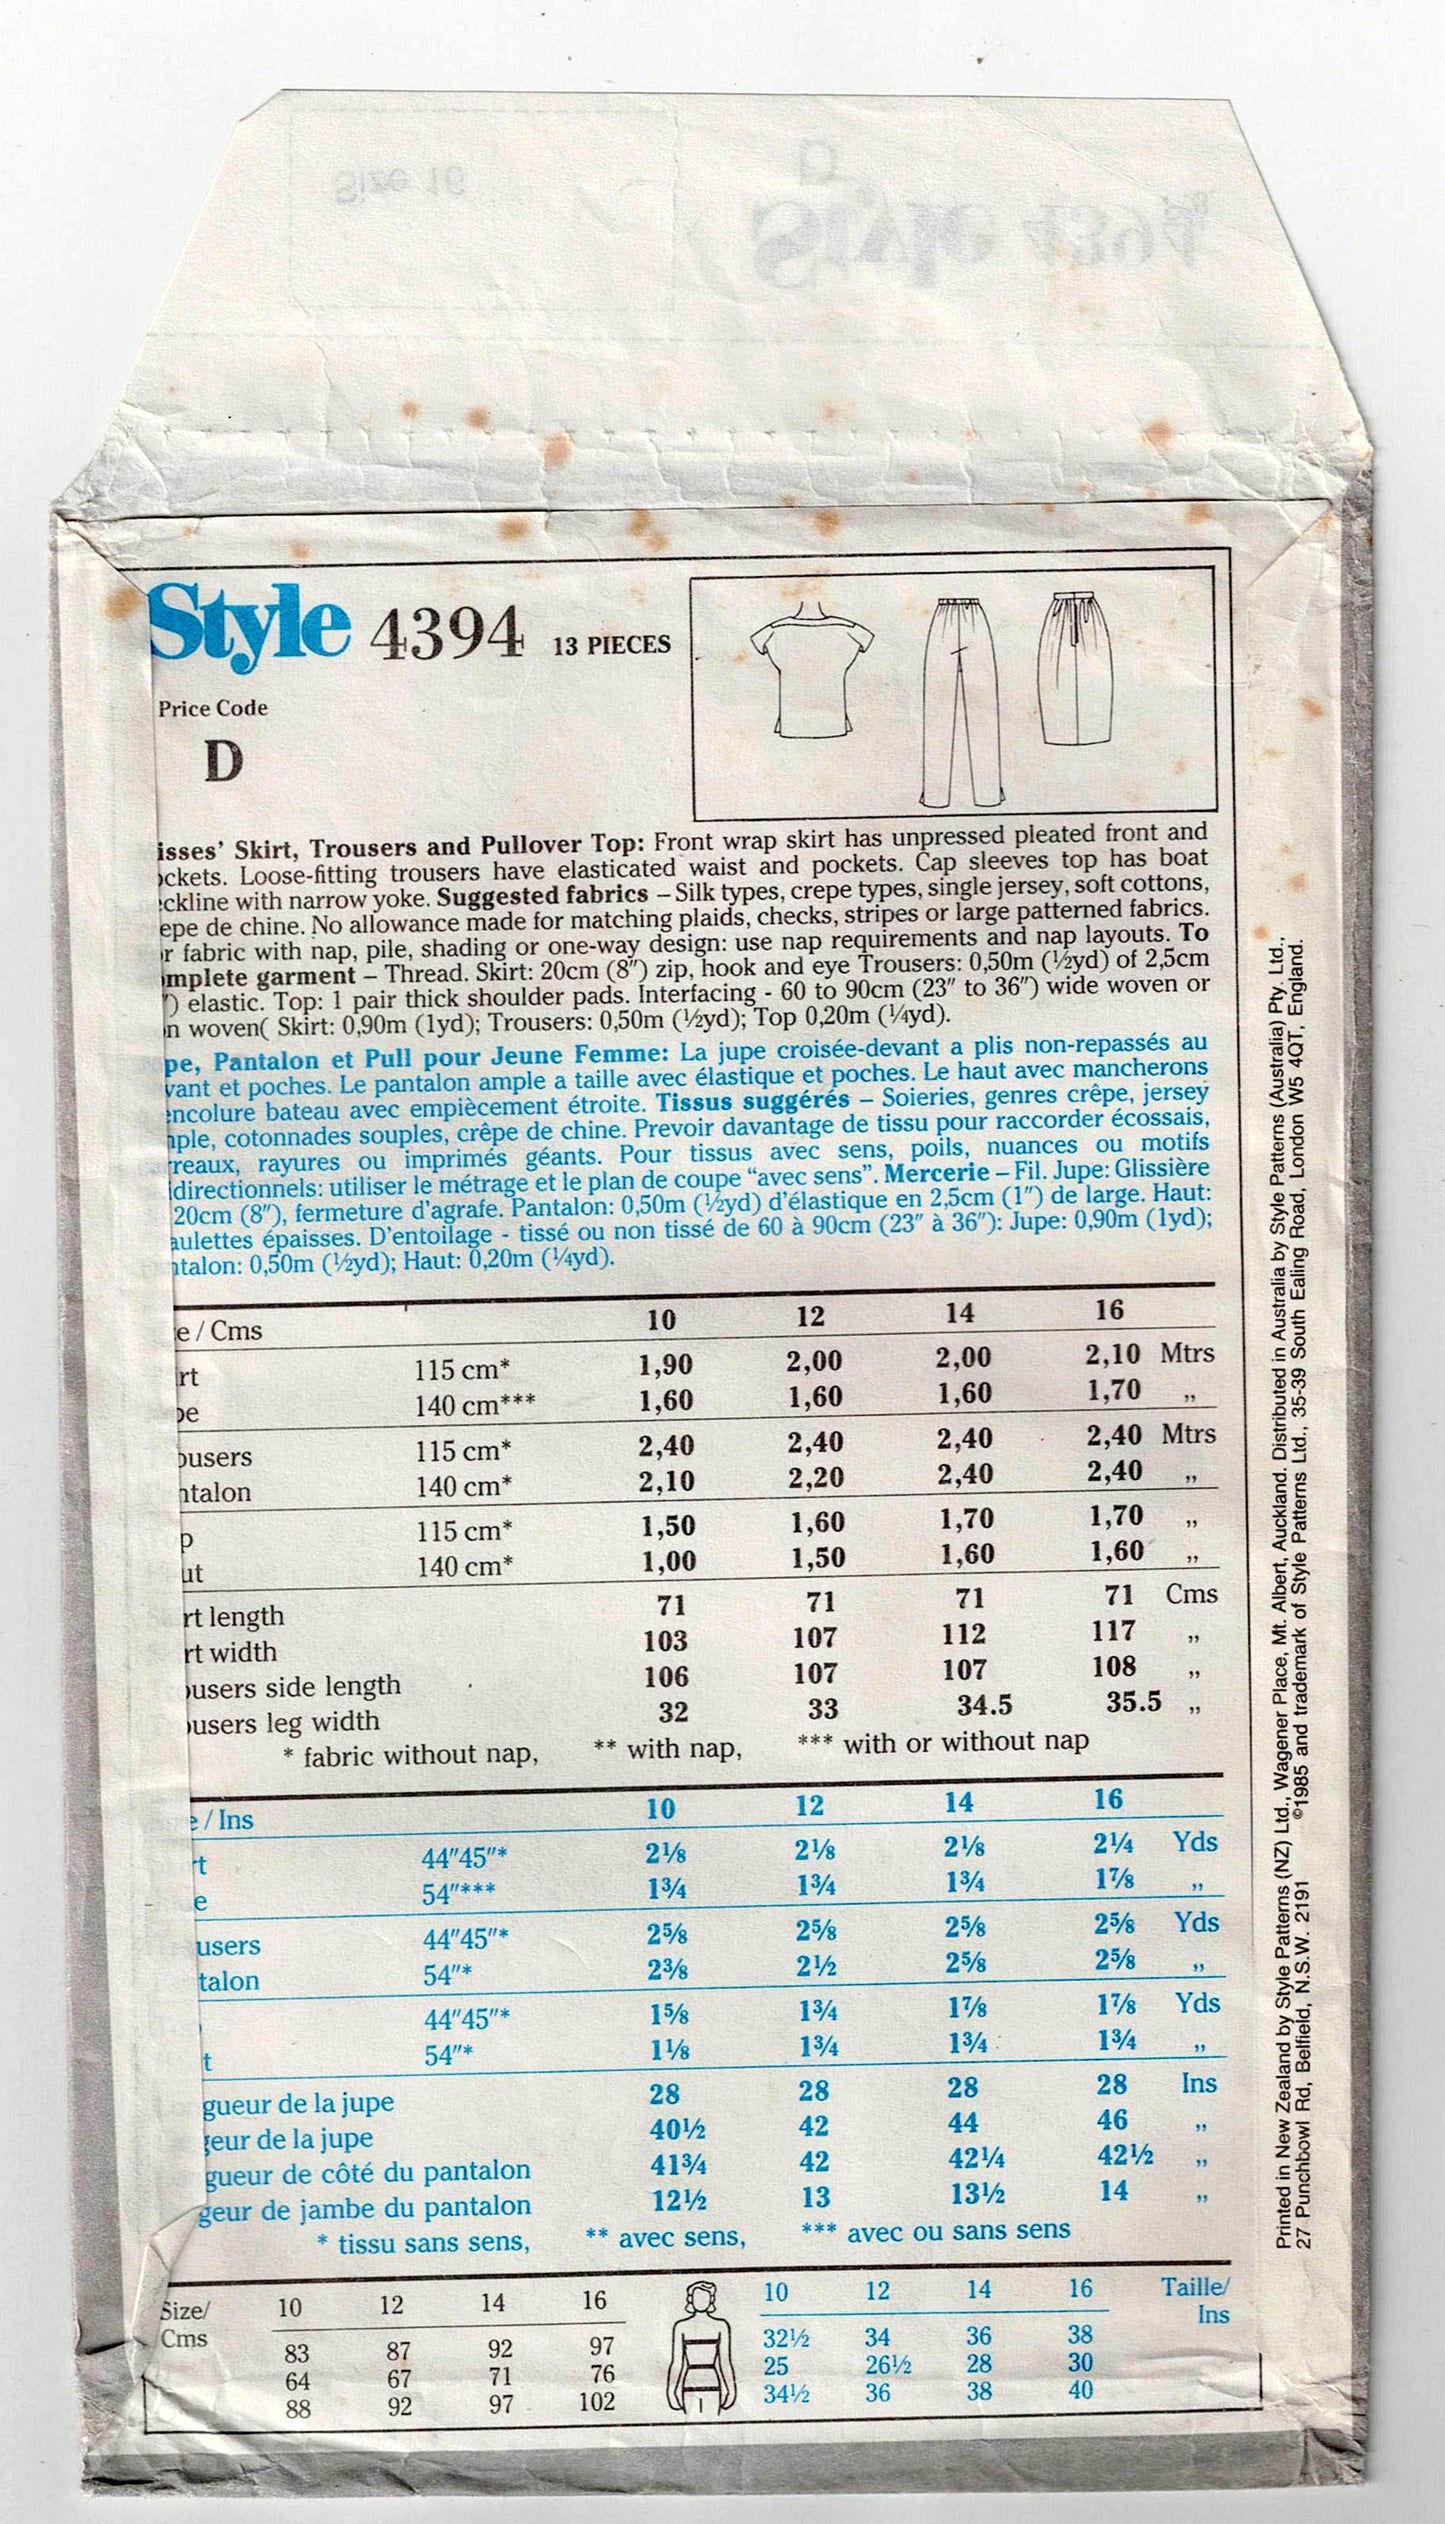 Size 16
D
Style 4394
Style 4394 13 PIECES
Price Code
D
isses' Skirt, Trousers and Pullover Top: Front wrap skirt has unpressed pleated front and
ockets. Loose-fitting trousers have elasticated waist and pockets. Cap sleeves top has boat
eckline with narrow yoke. Suggested fabrics – Silk types, crepe types, single jersey, soft cottons,
epe de chine. No allowance made for matching plaids, checks, stripes or large patterned fabrics.
r fabric with nap, pile, shading or one-way design: use nap requirements and nap layouts. To
omplete garment – Thread. Skirt: 20cm (8″) zip, hook and eye Trousers: 0,50m (½yd) of 2,5cm
″) elastic. Top: 1 pair thick shoulder pads. Interfacing - 60 to 90cm (23″ to 36″) wide woven or
n woven( Skirt: 0,90m (1yd); Trousers: 0,50m (½yd); Top 0,20m (¼yd).
pe, Pantalon et Pull pour Jeune Femme: La jupe croisée-devant a plis non-repassés au
vant et poches. Le pantalon ample a taille avec élastique et poches. Le haut avec mancherons
encolure bateau avec empiècement étroite. Tissus suggérés – Soieries, genres crêpe, jersey
mple, cotonnades souples, crêpe de chine. Prevoir davantage de tissu pour raccorder écossais,
rreaux, rayures ou imprimés géants. Pour tissus avec sens, poils, nuances ou motifs
idirectionnels: utiliser le métrage et le plan de coupe “avec sens”. Mercerie – Fil. Jupe: Glissière
20cm (8″), fermeture d'agrafe. Pantalon: 0,50m (½yd) d'élastique en 2,5cm (1″) de large. Haut:
aulettes épaisses. D'entoilage - tissé ou non tissé de 60 à 90cm (23″ à 36″): Jupe: 0,90m (1yd);
ntalon: 0,50m (½yd); Haut: 0,20m (¼yd).
e / Cms 10 12 14 16
rt 115 cm* 1,90 2,00 2,00 2,10 Mtrs
pe 140 cm*** 1,60 1,60 1,60 1,70 ,,
ousers 115 cm* 2,40 2,40 2,40 2,40 Mtrs
ntalon 140 cm* 2,10 2,20 2,40 2,40 ,,
p 115 cm* 1,50 1,60 1,70 1,70 ,,
ut 140 cm* 1,00 1,50 1,60 1,60 ,,
rt length 71 71 71 71 Cms
rt width 103 107 112 117 ,,
ousers side length 106 107 107 108 ,,
ousers leg width 32 33 34.5 35.5 ,,
* fabric without nap, ** with nap, *** with or without nap
e / Ins 10 12 14 16
rt 44″45″* 2⅛ 2⅛ 2⅛ 2¼ Yds
e 54″*** 1¾ 1¾ 1¾ 1⅞ ,,
users 44″45″* 2⅝ 2⅝ 2⅝ 2⅝ Yds
talon 54″* 2⅜ 2½ 2⅝ 2⅝ ,,
44″45″* 1⅝ 1¾ 1⅞ 1⅞ Yds
t 54″* 1⅛ 1¾ 1¾ 1¾ ,,
gueur de la jupe 28 28 28 28 Ins
geur de la jupe 40½ 42 44 46 ,,
gueur de côté du pantalon 41¾ 42 42¼ 42½ ,,
geur de jambe du pantalon 12½ 13 13½ 14 ,,
* tissu sans sens, ** avec sens, *** avec ou sans sens
Size/ Cms 10 12 14 16
83 87 92 97
64 67 71 76
88 92 97 102
10 12 14 16 Taille/ Ins
32½ 34 36 38
25 26½ 28 30
34½ 36 38 40
Printed in New Zealand by Style Patterns (NZ) Ltd., Wagener Place, Mt. Albert, Auckland. Distributed in Australia by Style Patterns (Australia) Pty. Ltd.,
27 Punchbowl Rd, Belfield, N.S.W. 2191 ©1985 and trademark of Style Patterns Ltd., 35-39 South Ealing Road, London W5 4QT, England.